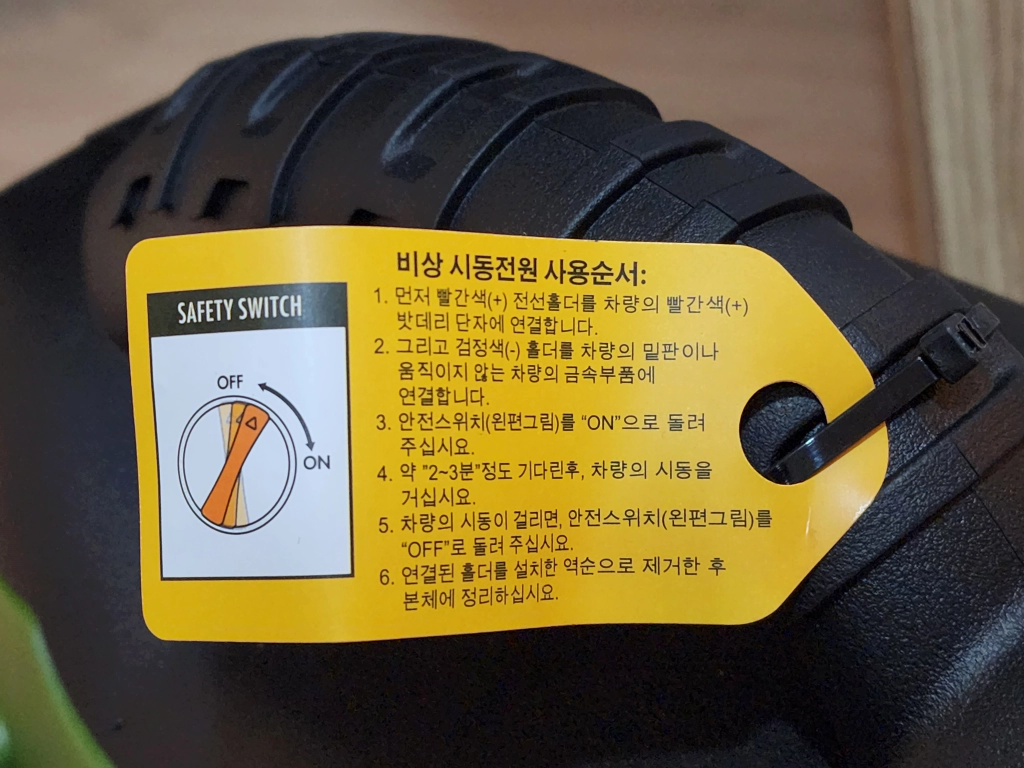 SAFETY SWITCH
OFF
ON
비상 시동전원 사용순서:
1. 먼저 빨간색(+) 전선홀더를 차량의 빨간색(+)
밧데리 단자에 연결합니다.
2. 그리고 검정색(-) 홀더를 차량의 밑판이나
움직이지 않는 차량의 금속부품에
연결합니다.
3. 안전스위치(왼편그림)를 “ON”으로 돌려
주십시요.
4. 약 "2~3분"정도 기다린후, 차량의 시동을
거십시요.
5. 차량의 시동이 걸리면, 안전스위치(왼편그림)를
“OFF”로 돌려 주십시요.
6. 연결된 홀더를 설치한 역순으로 제거한 후
본체에 정리하십시요.